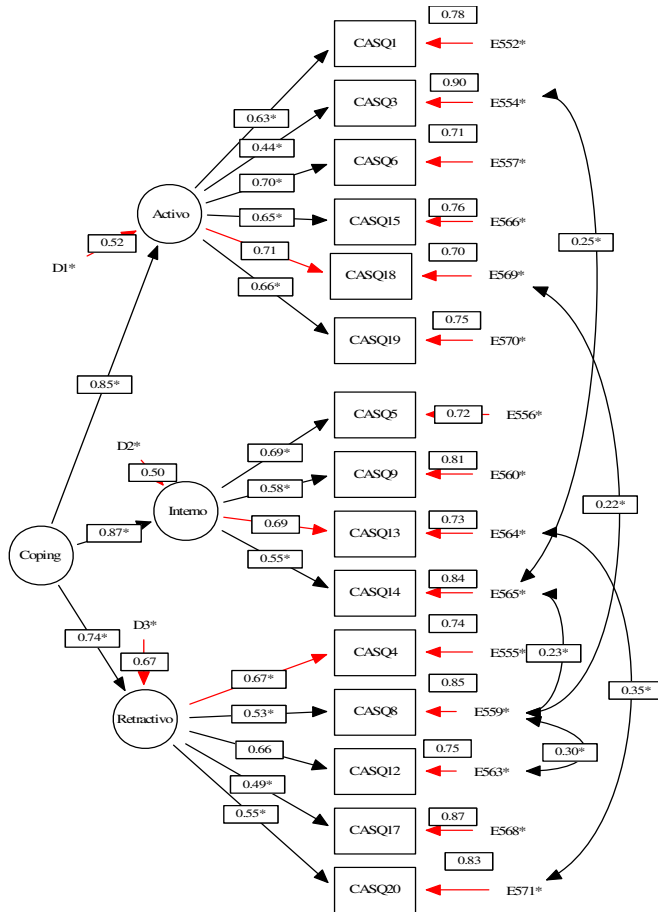 0.78
CASQ1
E552*
0.90
CASQ3
E554*
0.63*
0.44*
0.71
CASQ6
E557*
0.70*
Activo
0.65*
0.76
CASQ15
E566*
0.52
D1*
0.71
0.25*
0.70
CASQ18
E569*
0.66*
0.75
CASQ19
E570*
0.85*
CASQ5
0.72
E556*
D2*
0.50
0.69*
0.81
CASQ9
E560*
0.58*
Interno
0.22*
0.69
0.73
CASQ13
E564*
Coping
0.87*
0.55*
0.84
CASQ14
E565*
0.74*
D3*
0.67
0.74
CASQ4
E555*
0.23*
0.67*
0.85
0.35*
Retractivo
0.53*
CASQ8
E559*
0.66
0.75
CASQ12
E563*
0.30*
0.49*
0.55*
0.87
CASQ17
E568*
0.83
CASQ20
E571*